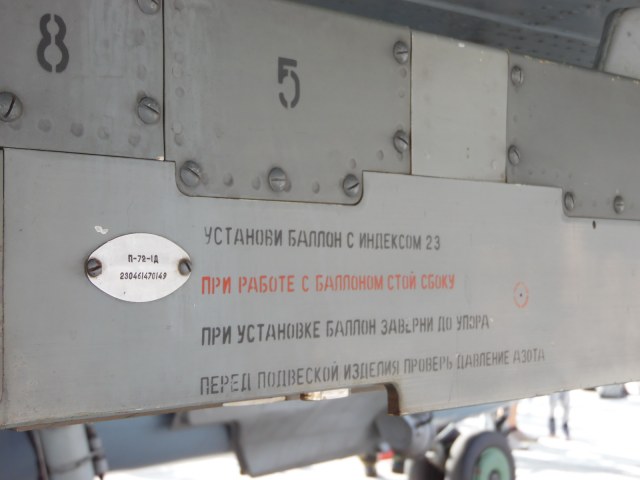 8
5
УСТАНОВИ БАЛЛОН С ИНДЕКСОМ 23
П-72-1Д
230461470149
ПРИ РАБОТЕ С БАЛЛОНОМ СТОЙ СБОКУ
ПРИ УСТАНОВКЕ БАЛЛОН ЗАВЕРНИ ДО УПОРА
ПЕРЕД ПОДВЕСКОЙ ИЗДЕЛИЯ ПРОВЕРЬ ДАВЛЕНИЕ АЗОТА